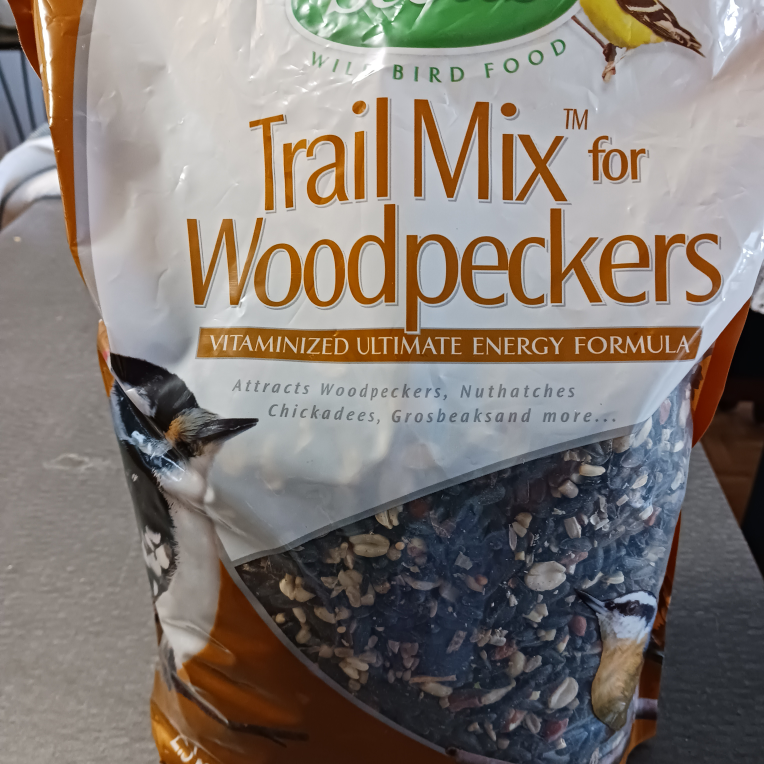 WILD BIRD FOOD
Trail Mix™ for
Woodpeckers
VITAMINIZED ULTIMATE ENERGY FORMULA
Attracts Woodpeckers, Nuthatches
Chickadees, Grosbeaksand more...